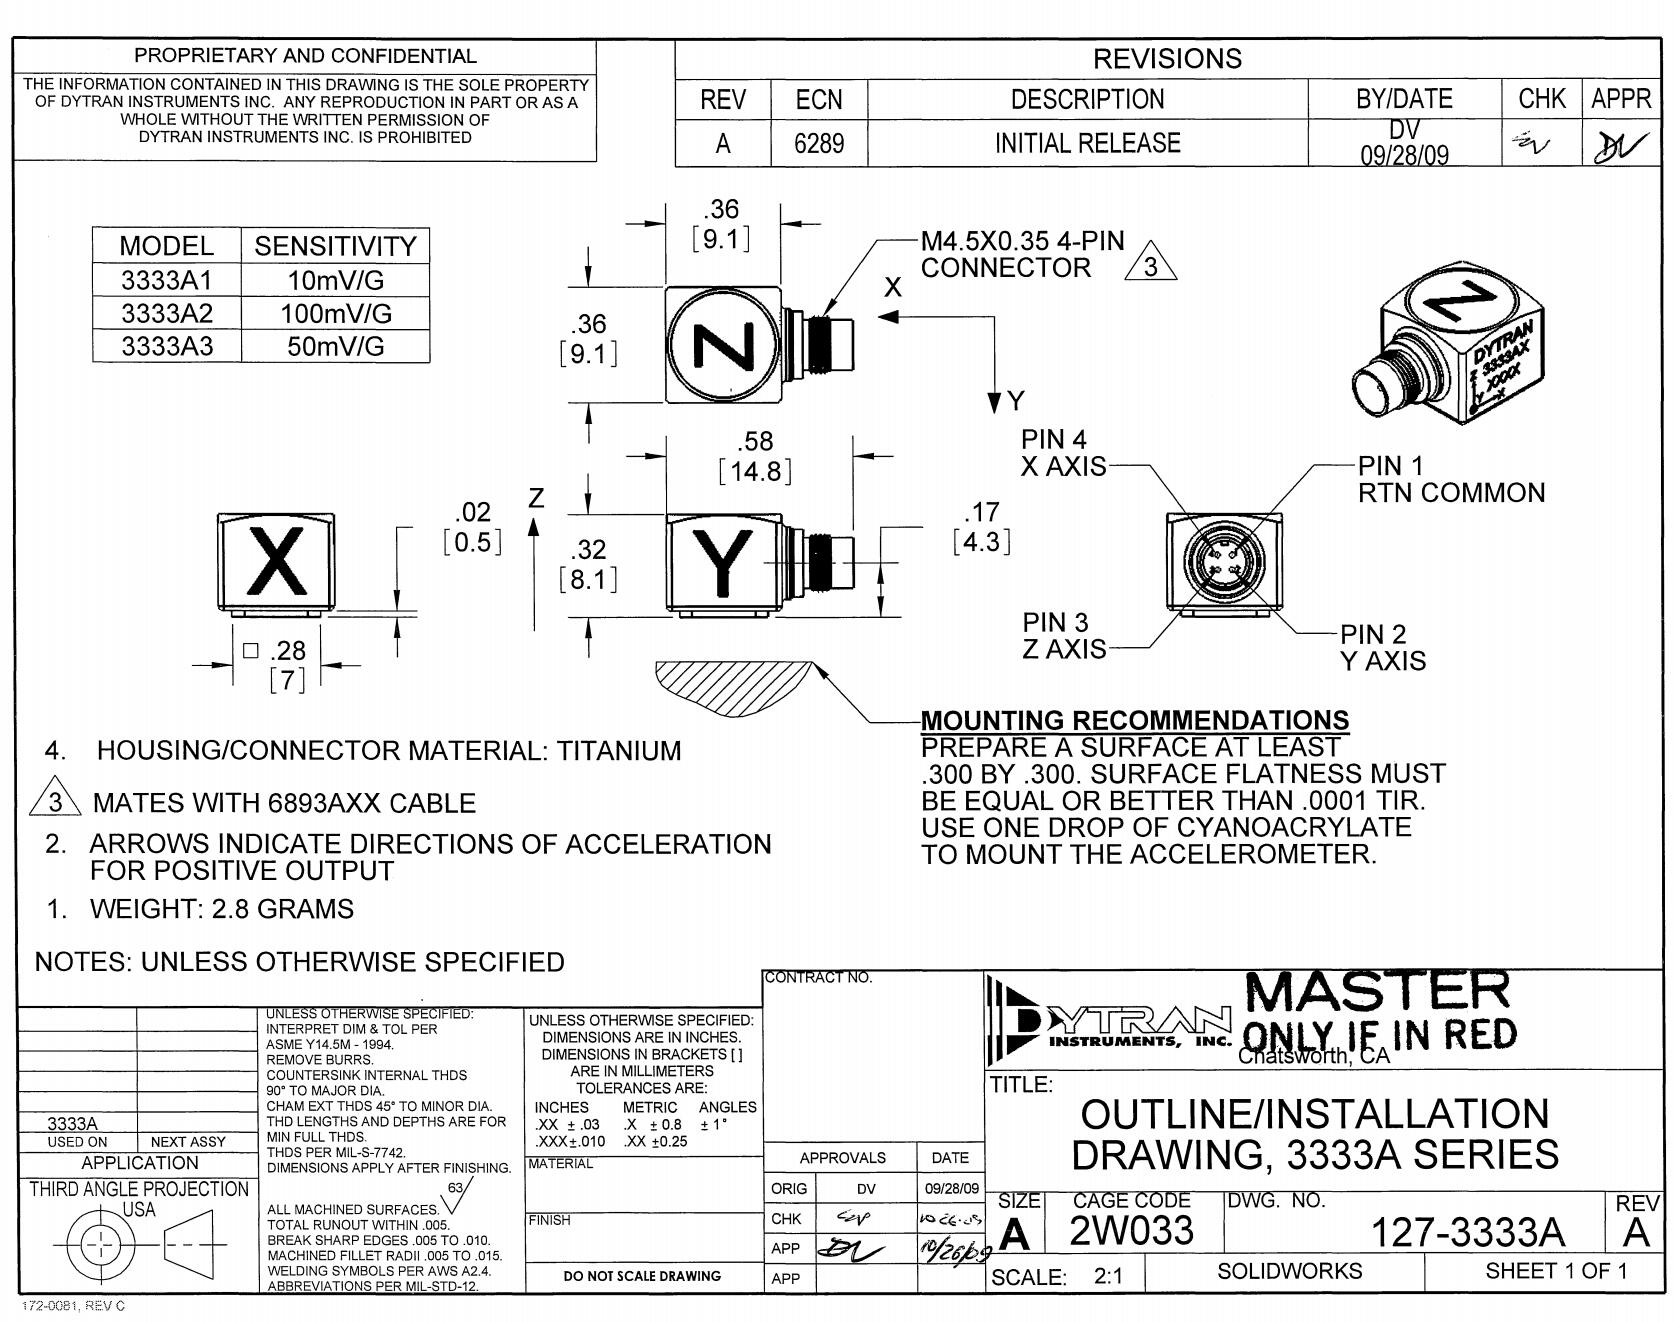 PROPRIETARY AND CONFIDENTIAL
THE INFORMATION CONTAINED IN THIS DRAWING IS THE SOLE PROPERTY
OF DYTRAN INSTRUMENTS INC. ANY REPRODUCTION IN PART OR AS A
WHOLE WITHOUT THE WRITTEN PERMISSION OF
DYTRAN INSTRUMENTS INC. IS PROHIBITED
REVISIONS
REV ECN DESCRIPTION BY/DATE CHK APPR
A 6289 INITIAL RELEASE DV 09/28/09 DV
MODEL SENSITIVITY
3333A1 10mV/G
3333A2 100mV/G
3333A3 50mV/G
.36
[9.1]
.36
[9.1]
Z
M4.5X0.35 4-PIN
CONNECTOR 3
X
Y
DYTRAN
3333AX
XXXX
Z
Y X
Z
.58
[14.8]
.02
[0.5]
Z
.32
[8.1]
.17
[4.3]
X
Y
□ .28
[7]
PIN 4
X AXIS
PIN 1
RTN COMMON
4 1
3 2
PIN 3
Z AXIS
PIN 2
Y AXIS
MOUNTING RECOMMENDATIONS
PREPARE A SURFACE AT LEAST
.300 BY .300. SURFACE FLATNESS MUST
BE EQUAL OR BETTER THAN .0001 TIR.
USE ONE DROP OF CYANOACRYLATE
TO MOUNT THE ACCELEROMETER.
4. HOUSING/CONNECTOR MATERIAL: TITANIUM
3 MATES WITH 6893AXX CABLE
2. ARROWS INDICATE DIRECTIONS OF ACCELERATION
FOR POSITIVE OUTPUT
1. WEIGHT: 2.8 GRAMS
NOTES: UNLESS OTHERWISE SPECIFIED
3333A
USED ON NEXT ASSY
APPLICATION
THIRD ANGLE PROJECTION
USA
UNLESS OTHERWISE SPECIFIED:
INTERPRET DIM & TOL PER
ASME Y14.5M - 1994.
REMOVE BURRS.
COUNTERSINK INTERNAL THDS
90° TO MAJOR DIA.
CHAM EXT THDS 45° TO MINOR DIA.
THD LENGTHS AND DEPTHS ARE FOR
MIN FULL THDS.
THDS PER MIL-S-7742.
DIMENSIONS APPLY AFTER FINISHING.
63
ALL MACHINED SURFACES.
TOTAL RUNOUT WITHIN .005.
BREAK SHARP EDGES .005 TO .010.
MACHINED FILLET RADII .005 TO .015.
WELDING SYMBOLS PER AWS A2.4.
ABBREVIATIONS PER MIL-STD-12.
UNLESS OTHERWISE SPECIFIED:
DIMENSIONS ARE IN INCHES.
DIMENSIONS IN BRACKETS [ ]
ARE IN MILLIMETERS
TOLERANCES ARE:
INCHES METRIC ANGLES
.XX ± .03 .X ± 0.8 ± 1°
.XXX±.010 .XX ±0.25
MATERIAL
FINISH
DO NOT SCALE DRAWING
CONTRACT NO.
APPROVALS DATE
ORIG DV 09/28/09
CHK 10-26-09
APP DV 10/26/09
APP
DYTRAN
INSTRUMENTS, INC.
Chatsworth, CA
MASTER
ONLY IF IN RED
TITLE:
OUTLINE/INSTALLATION
DRAWING, 3333A SERIES
SIZE CAGE CODE DWG. NO. REV
A 2W033 127-3333A A
SCALE: 2:1 SOLIDWORKS SHEET 1 OF 1
172-0081, REV C